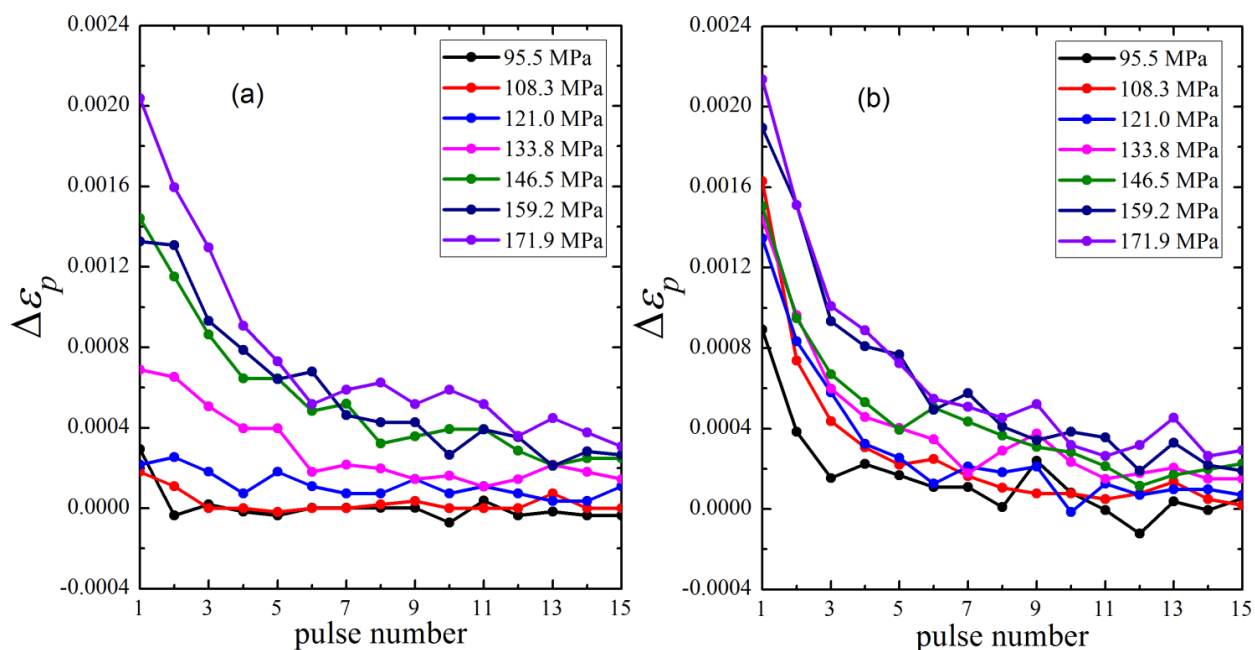 0.0024
0.0020
0.0016
0.0012
0.0008
0.0004
0.0000
-0.0004
Δε_p
(a)
95.5 MPa
108.3 MPa
121.0 MPa
133.8 MPa
146.5 MPa
159.2 MPa
171.9 MPa
1 3 5 7 9 11 13 15
pulse number
0.0024
0.0020
0.0016
0.0012
0.0008
0.0004
0.0000
-0.0004
Δε_p
(b)
95.5 MPa
108.3 MPa
121.0 MPa
133.8 MPa
146.5 MPa
159.2 MPa
171.9 MPa
1 3 5 7 9 11 13 15
pulse number